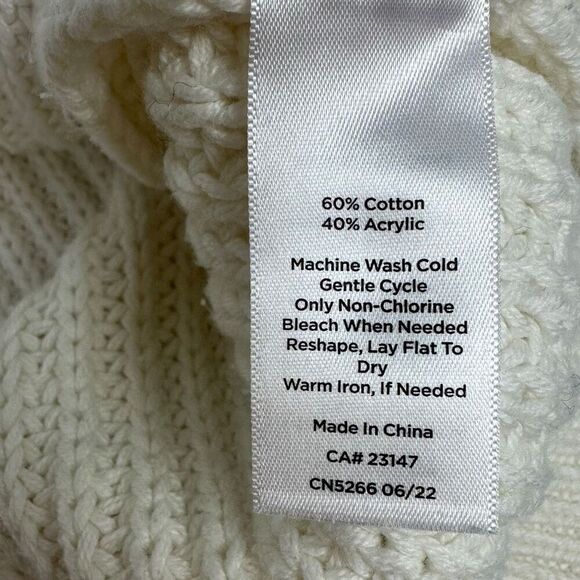 60% Cotton
40% Acrylic
Machine Wash Cold
Gentle Cycle
Only Non-Chlorine
Bleach When Needed
Reshape, Lay Flat To
Dry
Warm Iron, If Needed
Made In China
CA# 23147
CN5266 06/22